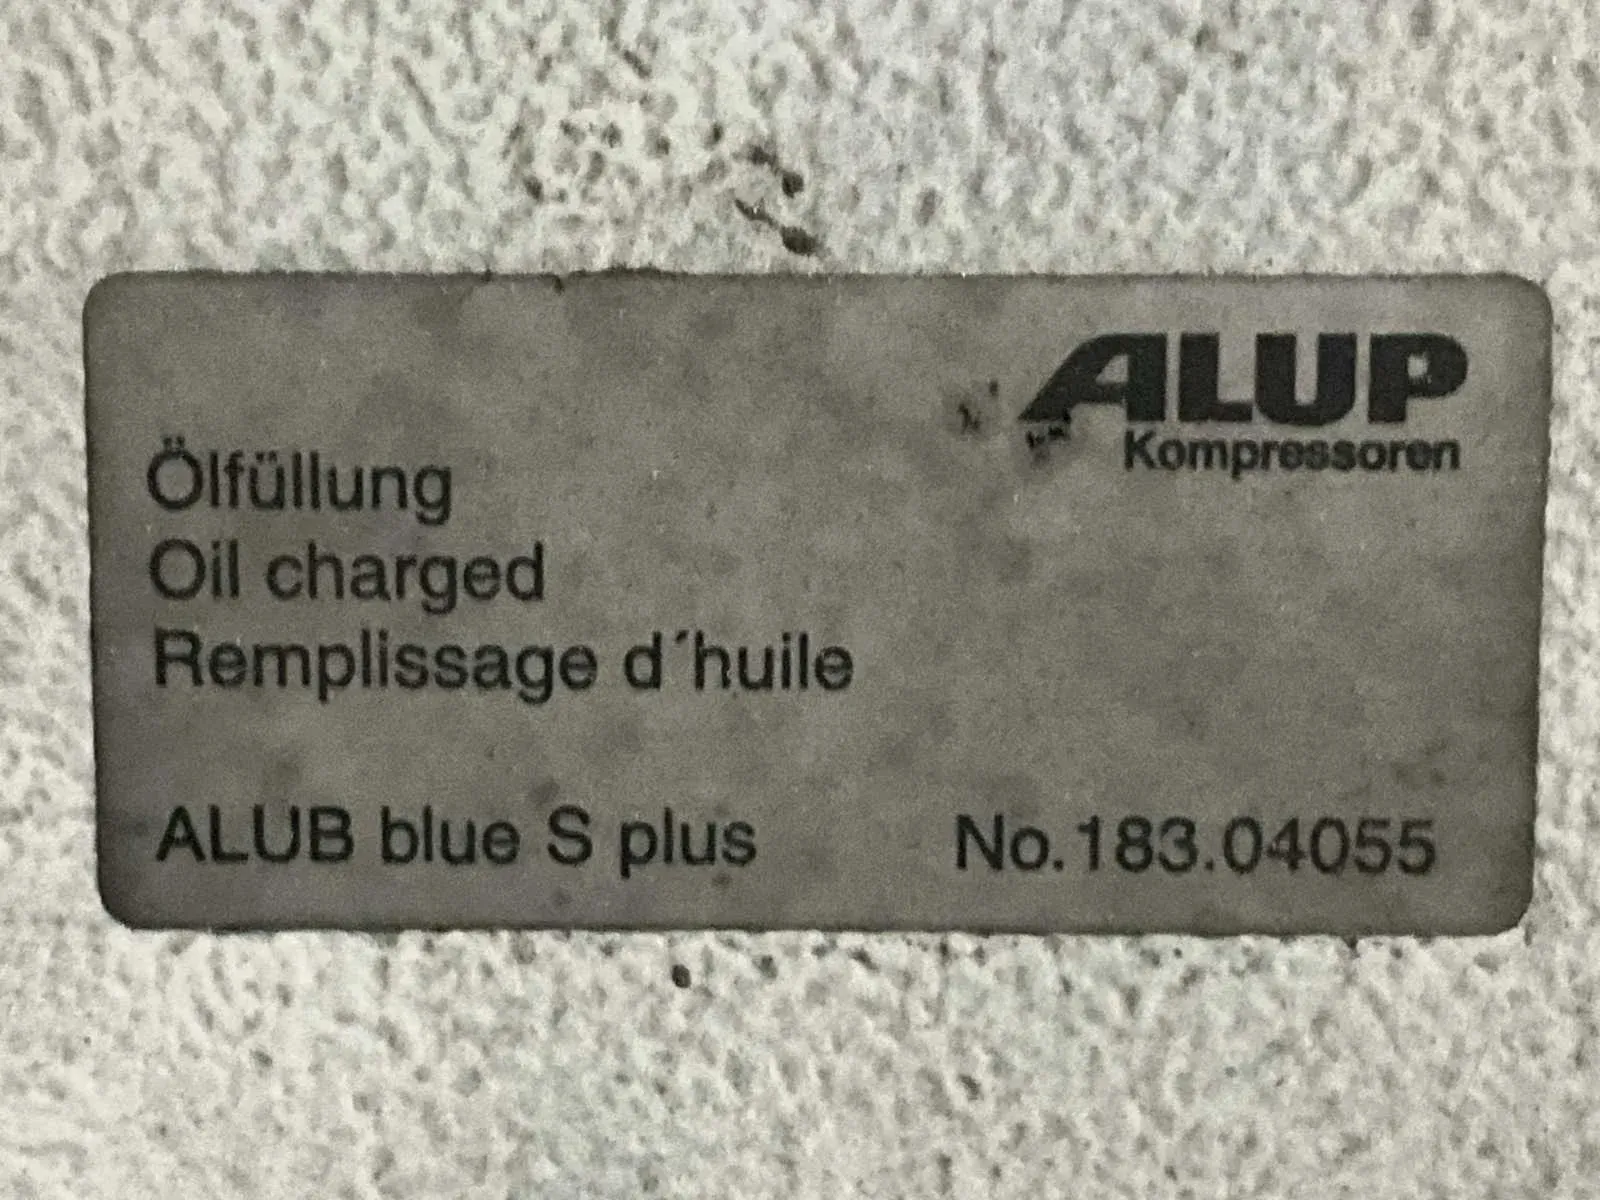 ALUP
Kompressoren
Ölfüllung
Oil charged
Remplissage d´huile
ALUB blue S plus No.183.04055